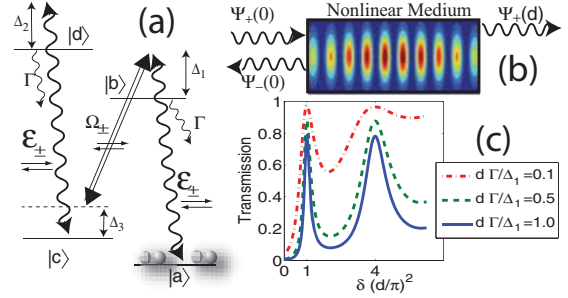 (a)
Δ₂
|d⟩
Γ
ℰ±
Δ₃
|c⟩
|b⟩
Ω±
Δ₁
Γ
ℰ±
|a⟩
Ψ₊(0)
Ψ₋(0)
Nonlinear Medium
Ψ₊(d)
(b)
(c)
Transmission
1
0.8
0.6
0.4
0.2
0
0
1
4
δ (d/π)²
d Γ/Δ₁=0.1
d Γ/Δ₁=0.5
d Γ/Δ₁=1.0